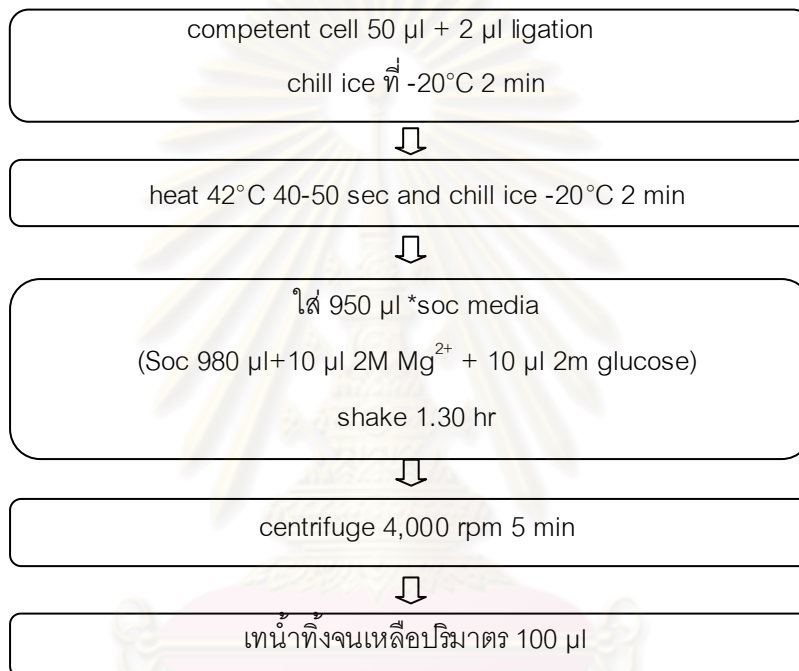 competent cell 50 µl + 2 µl ligation
chill ice ที่ -20°C 2 min
heat 42°C 40-50 sec and chill ice -20°C 2 min
ใส่ 950 µl *soc media
(Soc 980 µl+10 µl 2M Mg²⁺ + 10 µl 2m glucose)
shake 1.30 hr
centrifuge 4,000 rpm 5 min
เทน้ำทิ้งจนเหลือปริมาตร 100 µl